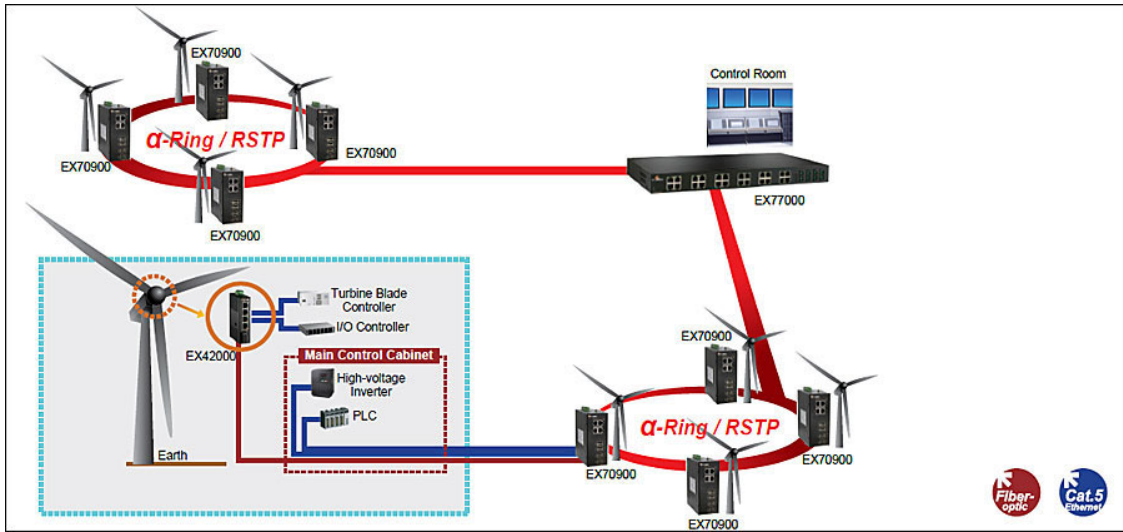 EX70900
EX70900
α-Ring / RSTP
EX70900
EX70900
Control Room
EX77000
Turbine Blade
Controller
I/O Controller
EX42000
Main Control Cabinet
High-voltage
Inverter
PLC
Earth
EX70900
α-Ring / RSTP
EX70900
EX70900
EX70900
Fiber-
optic
Cat.5
Ethernet